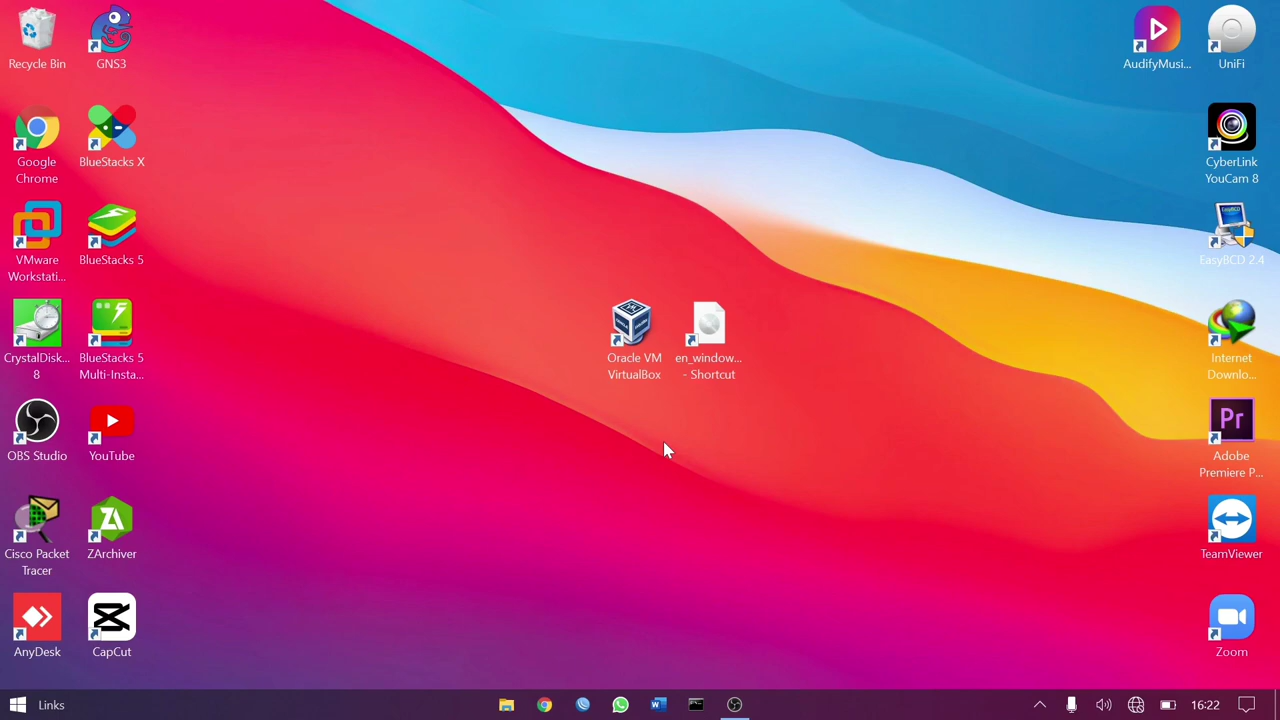 Recycle Bin
GNS3
Google
Chrome
BlueStacks X
VMware
Workstati...
BlueStacks 5
CrystalDisk...
8
BlueStacks 5
Multi-Insta...
OBS Studio
YouTube
Cisco Packet
Tracer
ZArchiver
AnyDesk
CapCut
Oracle VM
VirtualBox
en_window...
- Shortcut
AudifyMusi...
UniFi
CyberLink
YouCam 8
EasyBCD 2.4
Internet
Downlo...
Pr
Adobe
Premiere P...
TeamViewer
Zoom
Links
16:22